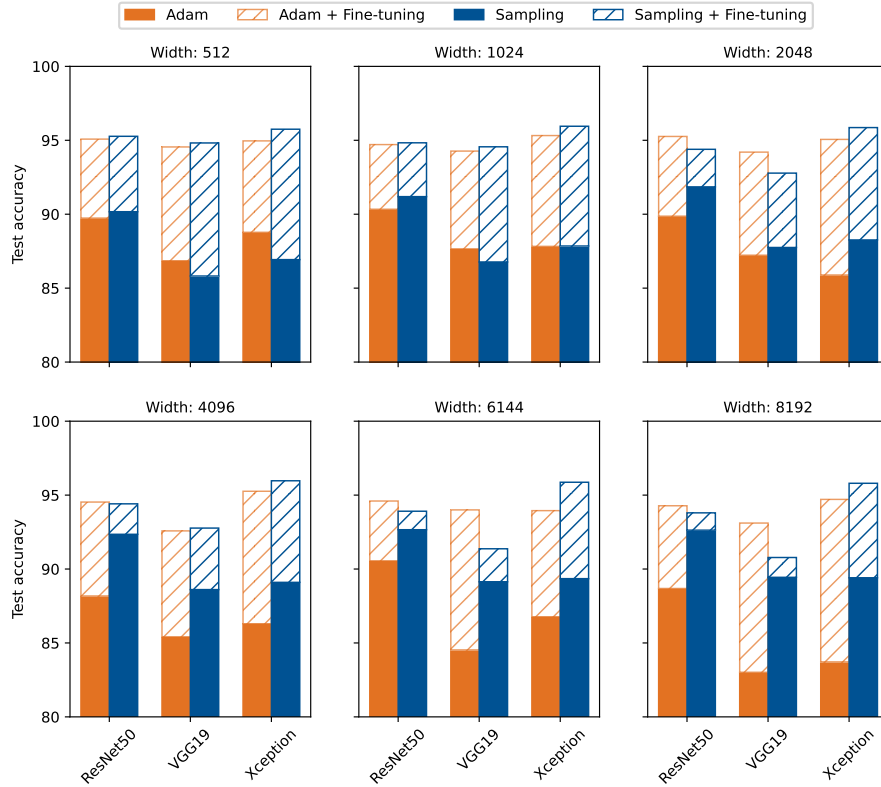 Adam Adam + Fine-tuning Sampling Sampling + Fine-tuning
Width: 512 Width: 1024 Width: 2048
100
95
90
85
80
Test accuracy
Width: 4096 Width: 6144 Width: 8192
100
95
90
85
80
Test accuracy
ResNet50 VGG19 Xception ResNet50 VGG19 Xception ResNet50 VGG19 Xception